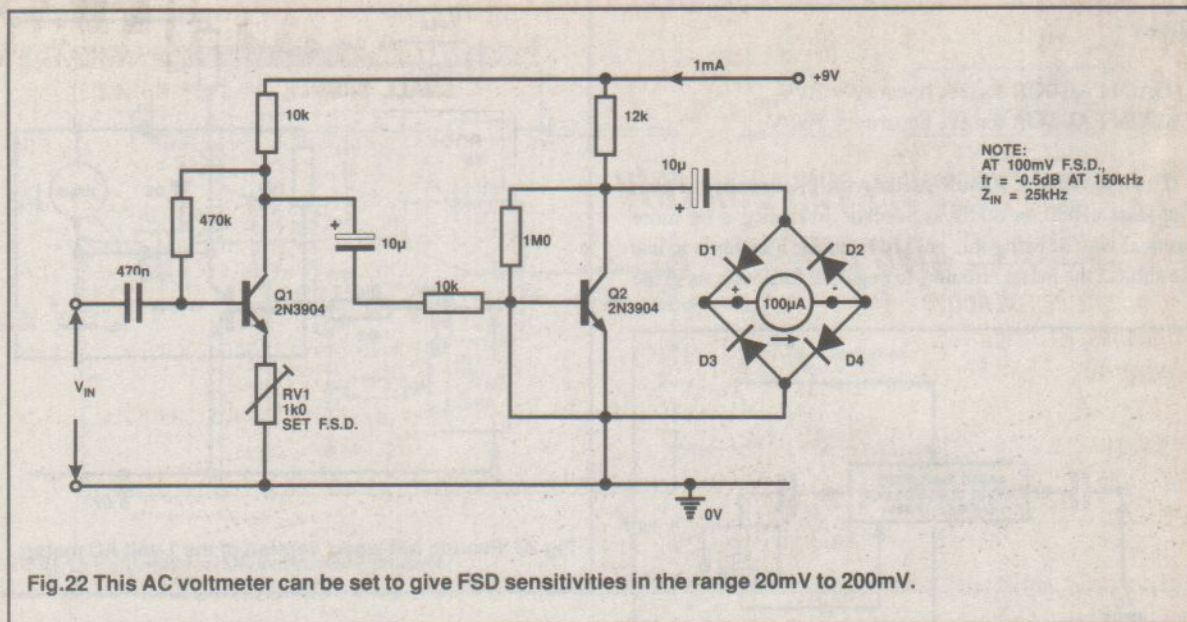 1mA
+9V
10k
12k
10µ
NOTE:
AT 100mV F.S.D.,
fr = -0.5dB AT 150kHz
Z_IN = 25kHz
+
470k
+
1M0
D1
D2
10µ
470n
10k
+
100µA
-
Q1
2N3904
Q2
2N3904
D3
D4
V_IN
RV1
1k0
SET F.S.D.
0V
Fig.22 This AC voltmeter can be set to give FSD sensitivities in the range 20mV to 200mV.